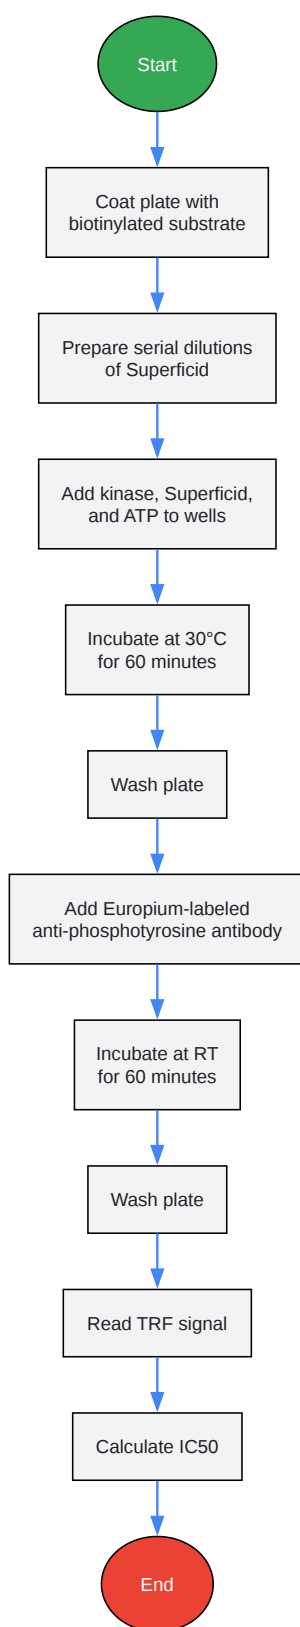 Start
Coat plate with
biotinylated substrate
Prepare serial dilutions
of Superficid
Add kinase, Superficid,
and ATP to wells
Incubate at 30°C
for 60 minutes
Wash plate
Add Europium-labeled
anti-phosphotyrosine antibody
Incubate at RT
for 60 minutes
Wash plate
Read TRF signal
Calculate IC50
End